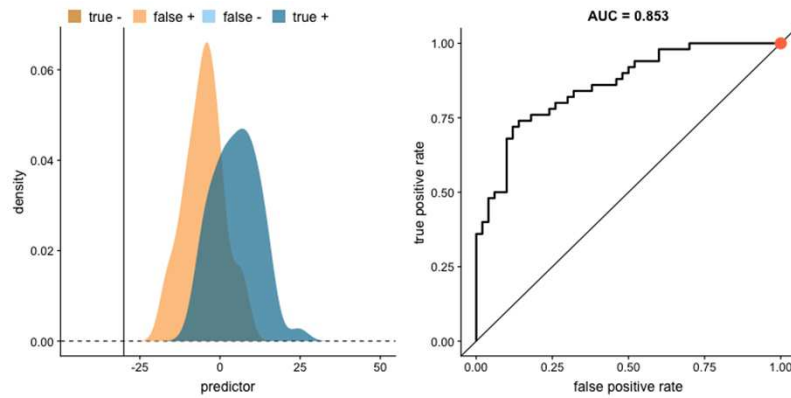 true - false + false - true +
density
0.06
0.04
0.02
0.00
-25 0 25 50
predictor
AUC = 0.853
true positive rate
1.00
0.75
0.50
0.25
0.00
0.00 0.25 0.50 0.75 1.00
false positive rate